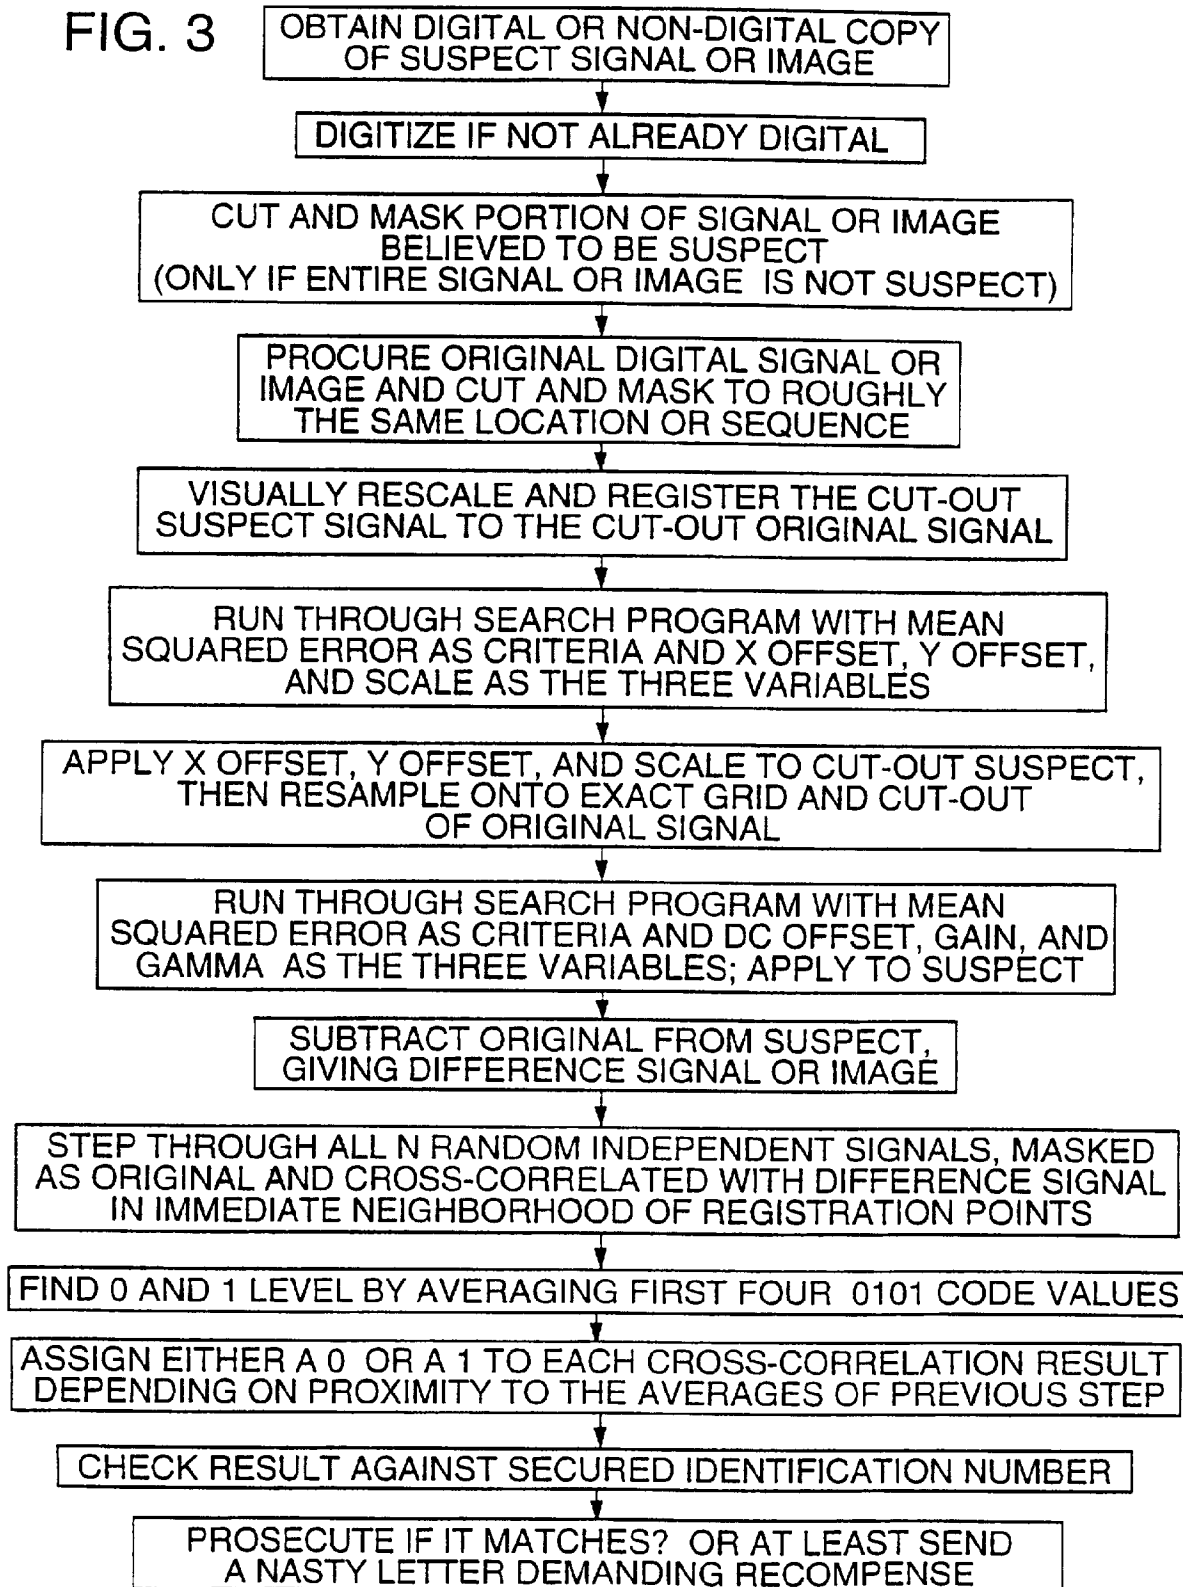 FIG. 3
OBTAIN DIGITAL OR NON-DIGITAL COPY
OF SUSPECT SIGNAL OR IMAGE
DIGITIZE IF NOT ALREADY DIGITAL
CUT AND MASK PORTION OF SIGNAL OR IMAGE
BELIEVED TO BE SUSPECT
(ONLY IF ENTIRE SIGNAL OR IMAGE IS NOT SUSPECT)
PROCURE ORIGINAL DIGITAL SIGNAL OR
IMAGE AND CUT AND MASK TO ROUGHLY
THE SAME LOCATION OR SEQUENCE
VISUALLY RESCALE AND REGISTER THE CUT-OUT
SUSPECT SIGNAL TO THE CUT-OUT ORIGINAL SIGNAL
RUN THROUGH SEARCH PROGRAM WITH MEAN
SQUARED ERROR AS CRITERIA AND X OFFSET, Y OFFSET,
AND SCALE AS THE THREE VARIABLES
APPLY X OFFSET, Y OFFSET, AND SCALE TO CUT-OUT SUSPECT,
THEN RESAMPLE ONTO EXACT GRID AND CUT-OUT
OF ORIGINAL SIGNAL
RUN THROUGH SEARCH PROGRAM WITH MEAN
SQUARED ERROR AS CRITERIA AND DC OFFSET, GAIN, AND
GAMMA AS THE THREE VARIABLES; APPLY TO SUSPECT
SUBTRACT ORIGINAL FROM SUSPECT,
GIVING DIFFERENCE SIGNAL OR IMAGE
STEP THROUGH ALL N RANDOM INDEPENDENT SIGNALS, MASKED
AS ORIGINAL AND CROSS-CORRELATED WITH DIFFERENCE SIGNAL
IN IMMEDIATE NEIGHBORHOOD OF REGISTRATION POINTS
FIND 0 AND 1 LEVEL BY AVERAGING FIRST FOUR 0101 CODE VALUES
ASSIGN EITHER A 0 OR A 1 TO EACH CROSS-CORRELATION RESULT
DEPENDING ON PROXIMITY TO THE AVERAGES OF PREVIOUS STEP
CHECK RESULT AGAINST SECURED IDENTIFICATION NUMBER
PROSECUTE IF IT MATCHES? OR AT LEAST SEND
A NASTY LETTER DEMANDING RECOMPENSE